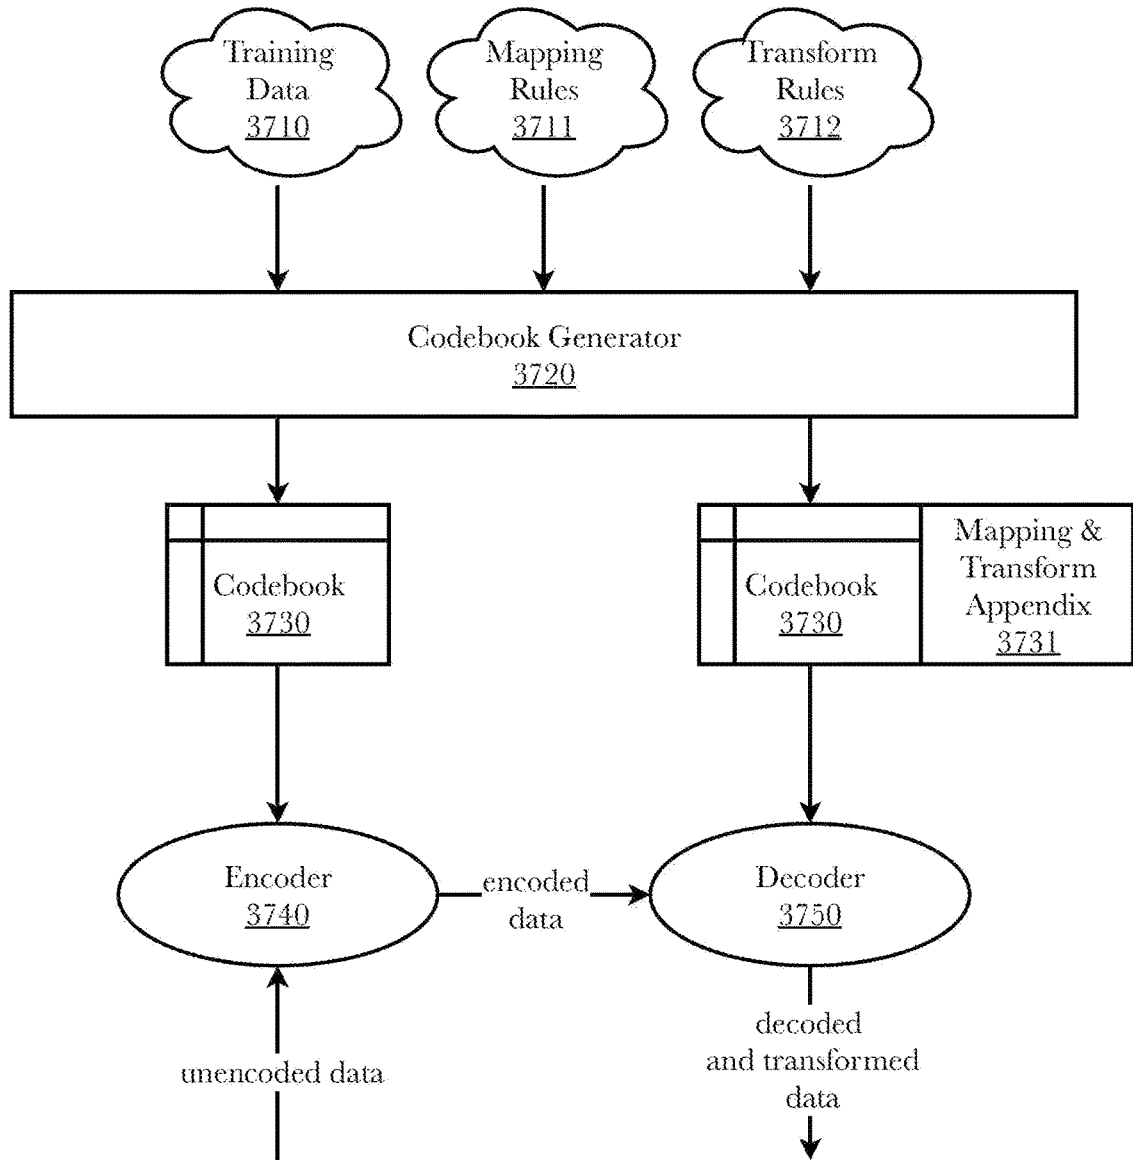 Training
Data
3710
Mapping
Rules
3711
Transform
Rules
3712
Codebook Generator
3720
Codebook
3730
Codebook
3730
Mapping &
Transform
Appendix
3731
Encoder
3740
encoded
data
Decoder
3750
unencoded data
decoded
and transformed
data